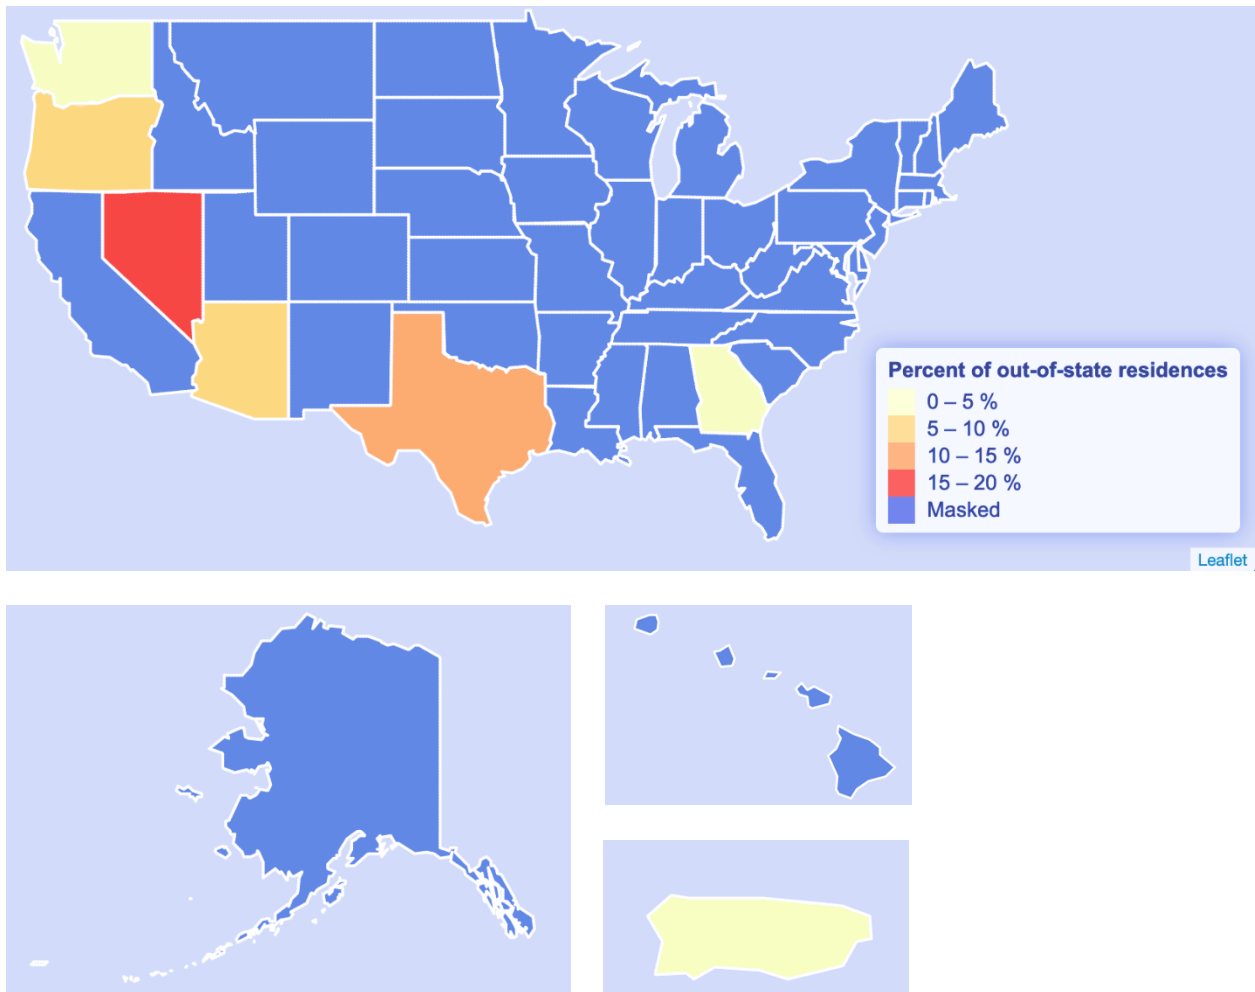 Percent of out-of-state residences
0 – 5 %
5 – 10 %
10 – 15 %
15 – 20 %
Masked
Leaflet